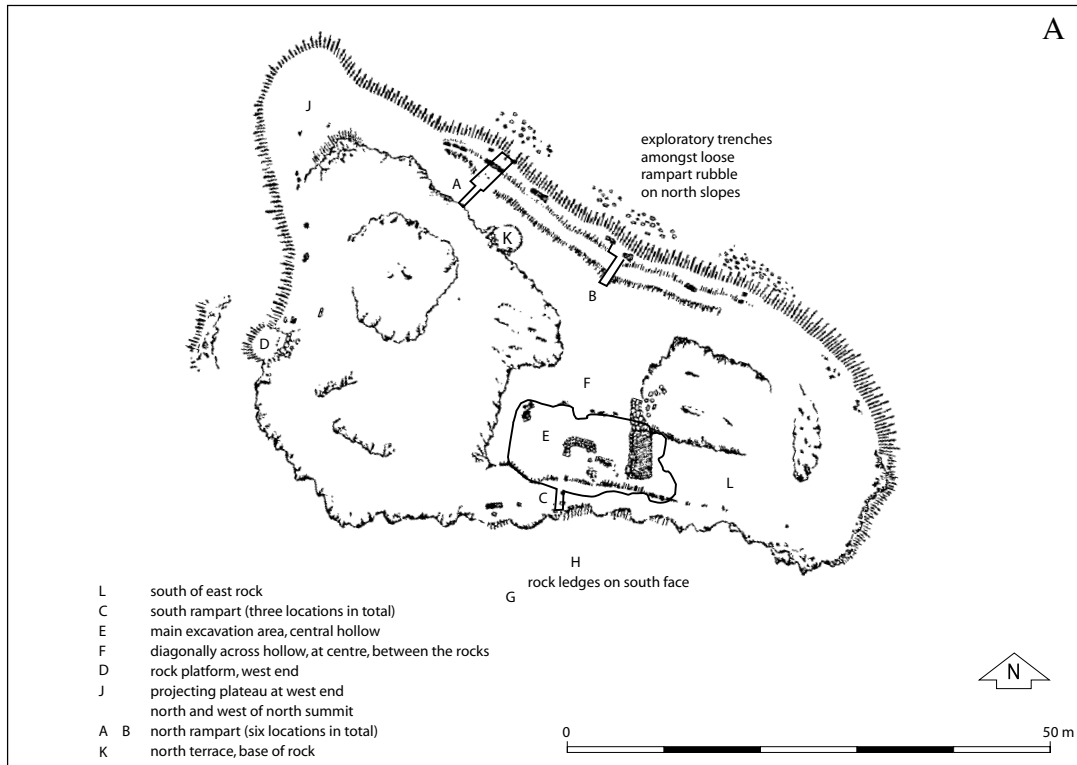 A
J
exploratory trenches
amongst loose
rampart rubble
on north slopes
A
K
B
D
F
E
L
C
H
rock ledges on south face
G
L south of east rock
C south rampart (three locations in total)
E main excavation area, central hollow
F diagonally across hollow, at centre, between the rocks
D rock platform, west end
J projecting plateau at west end
north and west of north summit
A B north rampart (six locations in total)
K north terrace, base of rock
N
0 50 m